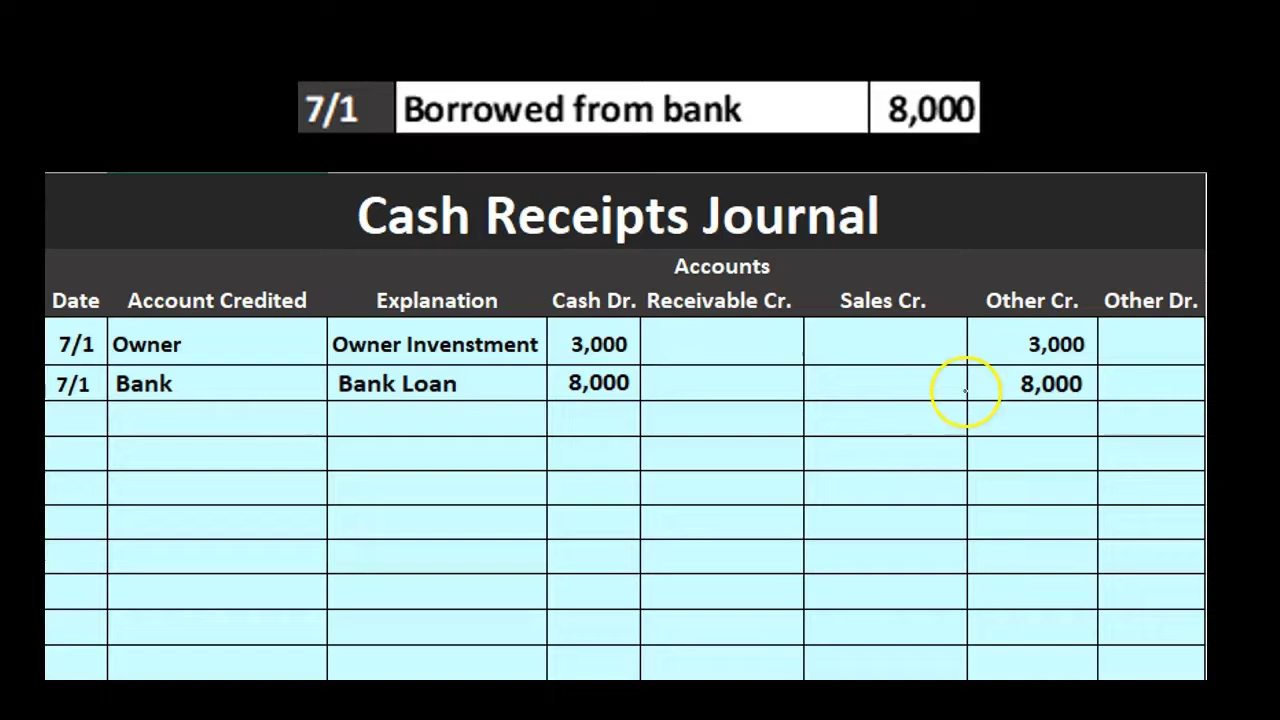 7/1 Borrowed from bank 8,000
Cash Receipts Journal
Accounts
Date Account Credited Explanation Cash Dr. Receivable Cr. Sales Cr. Other Cr. Other Dr.
7/1 Owner Owner Invenstment 3,000 3,000
7/1 Bank Bank Loan 8,000 8,000